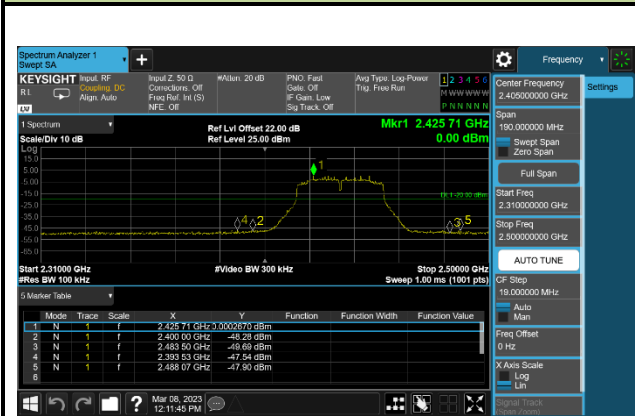 Spectrum Analyzer 1
Swept SA
+
Frequency
KEYSIGHT
Input: RF
Coupling: DC
Align: Auto
Input Z: 50 Ω
Corrections: Off
Freq Ref: Int (S)
NFE: Off
#Atten: 20 dB
PNO: Fast
Gate: Off
IF Gain: Low
Sig Track: Off
Avg Type: Log-Power
Trig: Free Run
1 2 3 4 5 6
M W W W W W
P N N N N N
1 Spectrum
Scale/Div 10 dB
Ref Lvl Offset 22.00 dB
Ref Level 25.00 dBm
Mkr1 2.425 71 GHz
0.00 dBm
Log
15.0
5.00
-5.00
-15.0
-25.0
-35.0
-45.0
-55.0
-65.0
1
4
2
3
5
Start 2.31000 GHz
#Video BW 300 kHz
Stop 2.50000 GHz
#Res BW 100 kHz
Sweep 1.00 ms (1001 pts)
5 Marker Table
Mode Trace Scale X Y Function Function Width Function Value
1 N 1 f 2.425 71 GHz 0.0002670 dBm
2 N 1 f 2.400 00 GHz -48.28 dBm
3 N 1 f 2.483 50 GHz -49.69 dBm
4 N 1 f 2.393 53 GHz -47.54 dBm
5 N 1 f 2.488 07 GHz -47.90 dBm
6
Mar 08, 2023
12:11:45 PM
Center Frequency
2.405000000 GHz
Settings
Span
190.000000 MHz
Swept Span
Zero Span
Full Span
Start Freq
2.310000000 GHz
Stop Freq
2.500000000 GHz
AUTO TUNE
CF Step
19.000000 MHz
Auto
Man
Freq Offset
0 Hz
X Axis Scale
Log
Lin
Signal Track
(Span Zoom)